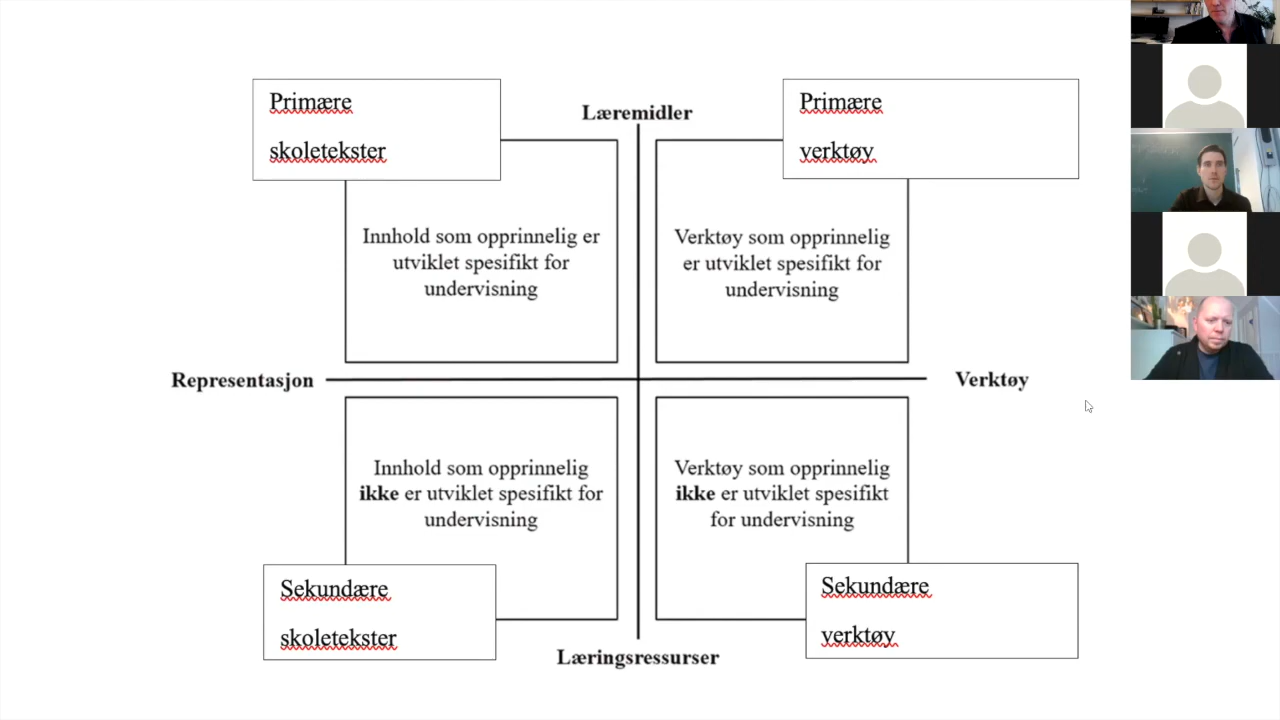 Primære
skoletekster
Læremidler
Primære
verktøy
Innhold som opprinnelig er
utviklet spesifikt for
undervisning
Verktøy som opprinnelig
er utviklet spesifikt for
undervisning
Representasjon
Verktøy
Innhold som opprinnelig
ikke er utviklet spesifikt for
undervisning
Verktøy som opprinnelig
ikke er utviklet spesifikt
for undervisning
Sekundære
skoletekster
Sekundære
verktøy
Læringsressurser